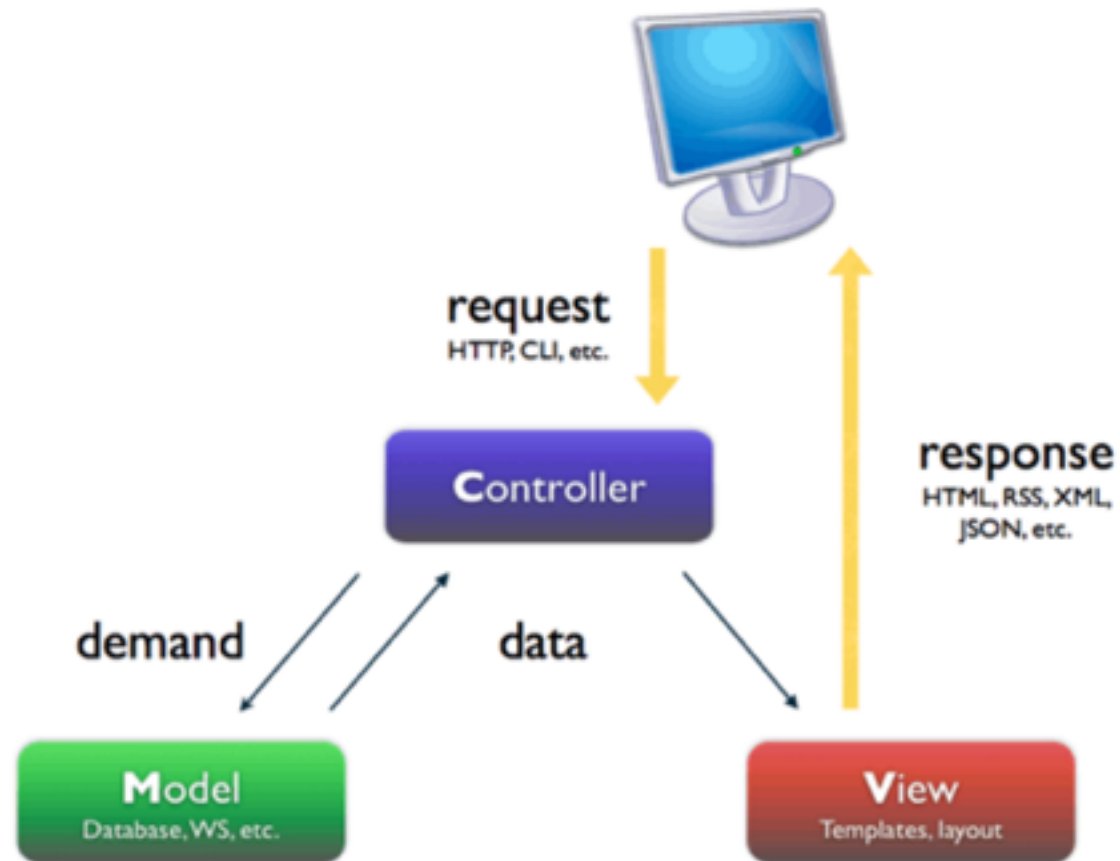 request
HTTP, CLI, etc.
Controller
response
HTML, RSS, XML,
JSON, etc.
demand
data
Model
Database, WS, etc.
View
Templates, layout